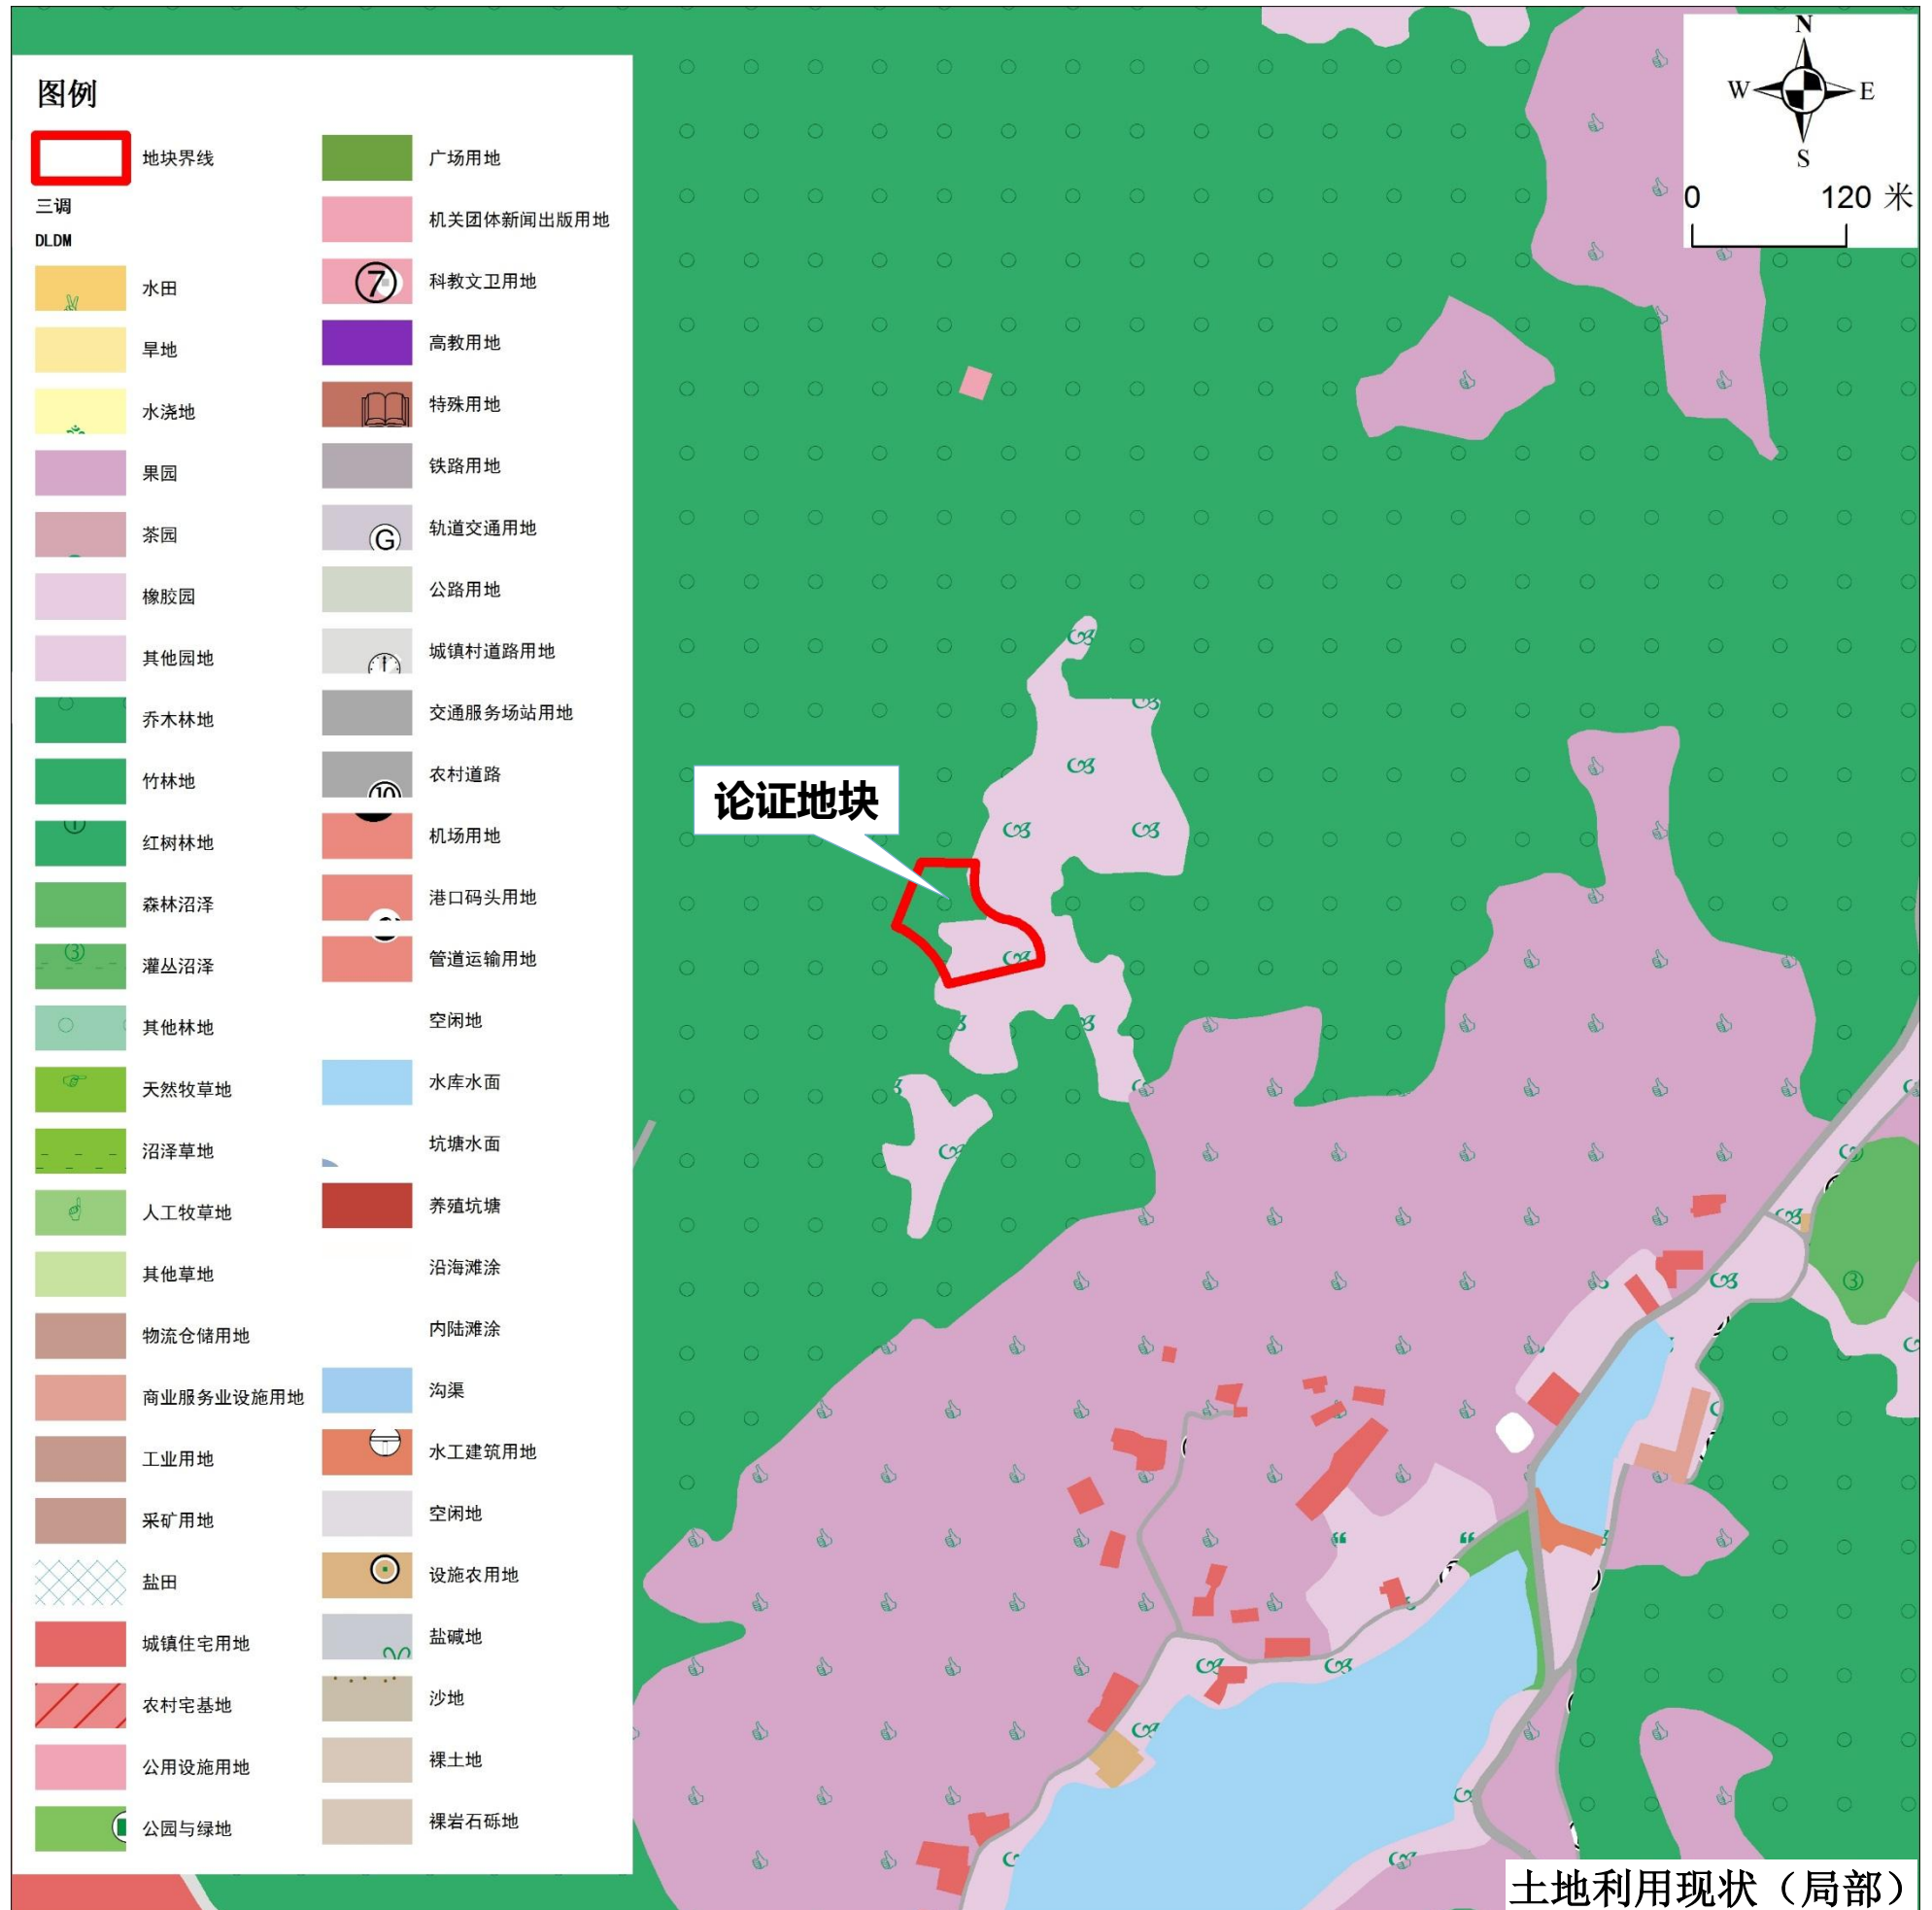 图例
地块界线
三调
DLDM
水田
旱地
水浇地
果园
茶园
橡胶园
其他园地
乔木林地
竹林地
红树林地
森林沼泽
灌丛沼泽
其他林地
天然牧草地
沼泽草地
人工牧草地
其他草地
物流仓储用地
商业服务业设施用地
工业用地
采矿用地
盐田
城镇住宅用地
农村宅基地
公用设施用地
公园与绿地
广场用地
机关团体新闻出版用地
⑦
科教文卫用地
高教用地
特殊用地
铁路用地
G
轨道交通用地
公路用地
城镇村道路用地
交通服务场站用地
⑩
农村道路
机场用地
港口码头用地
管道运输用地
空闲地
水库水面
坑塘水面
养殖坑塘
沿海滩涂
内陆滩涂
沟渠
水工建筑用地
空闲地
设施农用地
盐碱地
沙地
裸土地
裸岩石砾地
N
W E
S
0 120 米
论证地块
③
土地利用现状（局部）